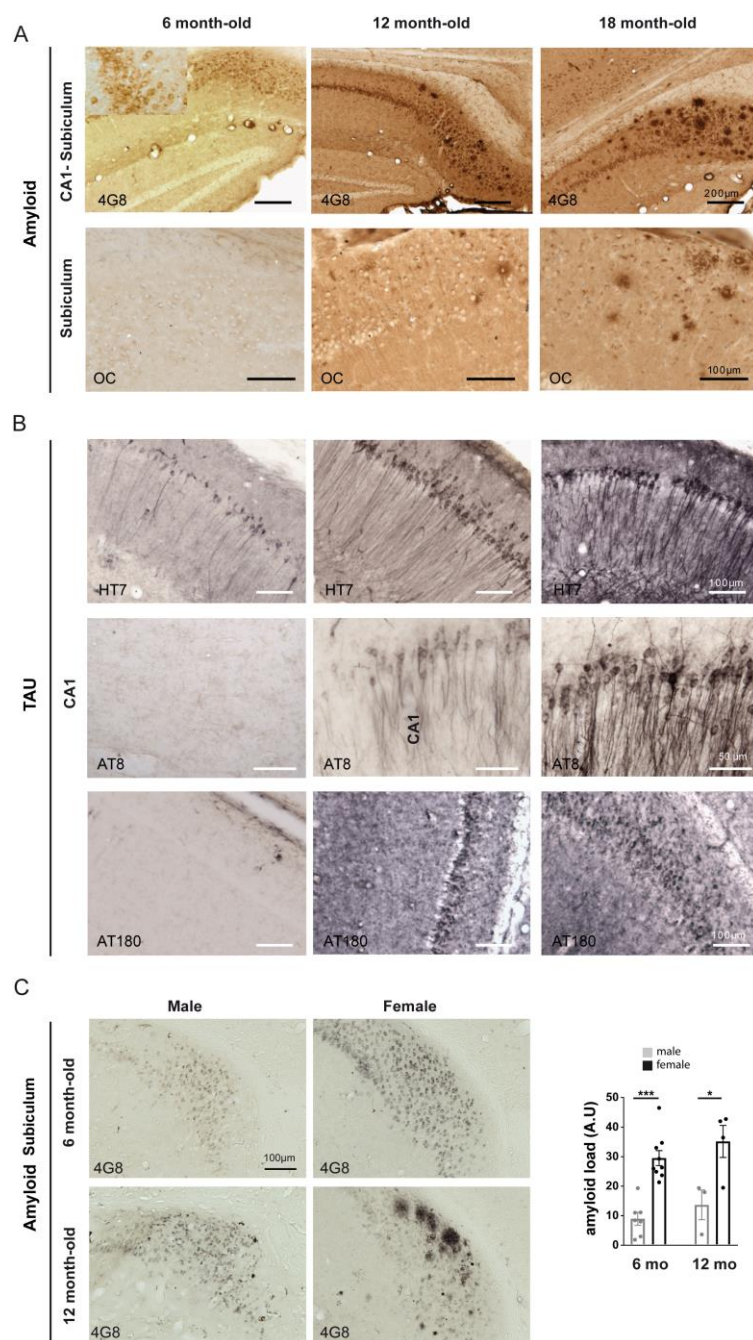 A
6 month-old
12 month-old
18 month-old
Amyloid
CA1- Subiculum
4G8
4G8
4G8
200µm
Subiculum
OC
OC
OC
100µm
B
TAU
CA1
HT7
HT7
HT7
100µm
AT8
CA1
AT8
AT8
50 µm
AT180
AT180
AT180
100µm
C
Male
Female
Amyloid Subiculum
6 month-old
4G8
100µm
4G8
12 month-old
4G8
4G8
male
female
amyloid load (A.U)
50
40
30
20
10
0
***
*
6 mo
12 mo